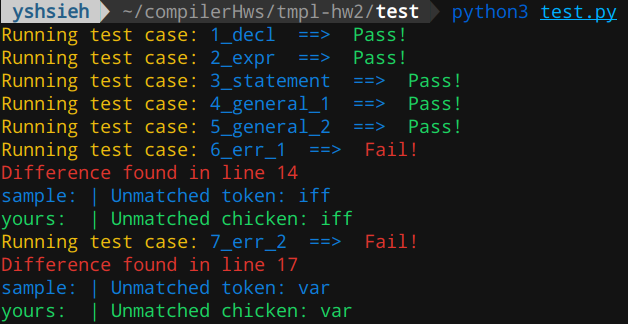 yshsieh ~/compilerHws/tmpl-hw2/test python3 test.py
Running test case: 1_decl ==> Pass!
Running test case: 2_expr ==> Pass!
Running test case: 3_statement ==> Pass!
Running test case: 4_general_1 ==> Pass!
Running test case: 5_general_2 ==> Pass!
Running test case: 6_err_1 ==> Fail!
Difference found in line 14
sample: | Unmatched token: iff
yours: | Unmatched chicken: iff
Running test case: 7_err_2 ==> Fail!
Difference found in line 17
sample: | Unmatched token: var
yours: | Unmatched chicken: var